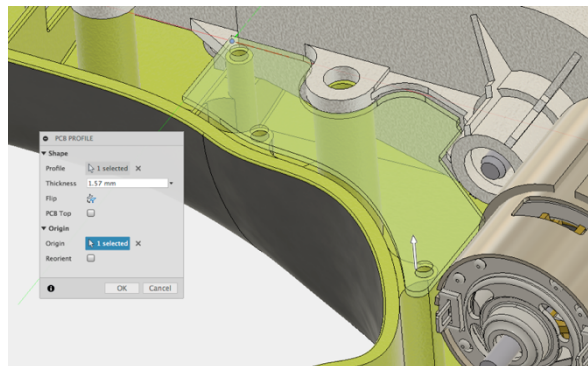 PCB PROFILE
Shape
Profile 1 selected
Thickness 1.57 mm
Flip
PCB Top
Origin
Origin 1 selected
Reorient
OK Cancel